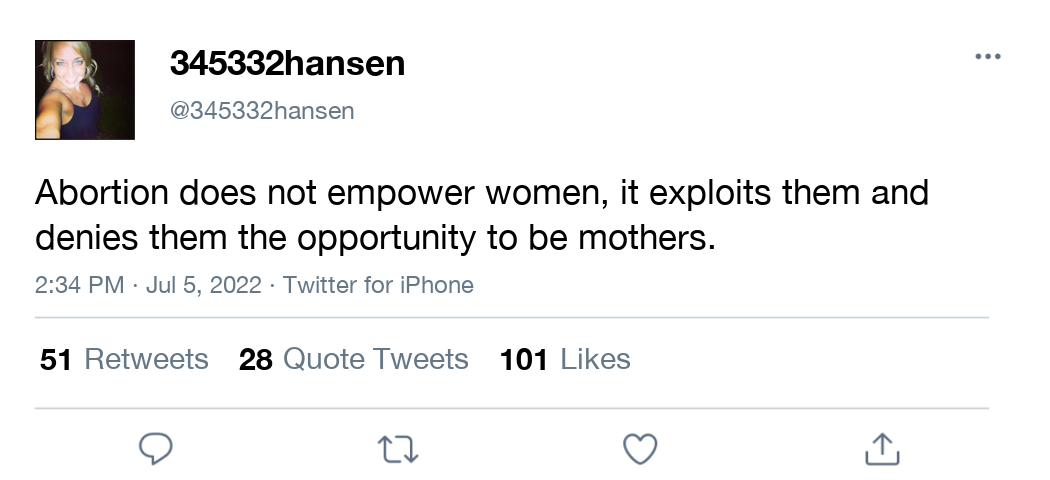 345332hansen
@345332hansen
Abortion does not empower women, it exploits them and
denies them the opportunity to be mothers.
2:34 PM · Jul 5, 2022 · Twitter for iPhone
51 Retweets 28 Quote Tweets 101 Likes